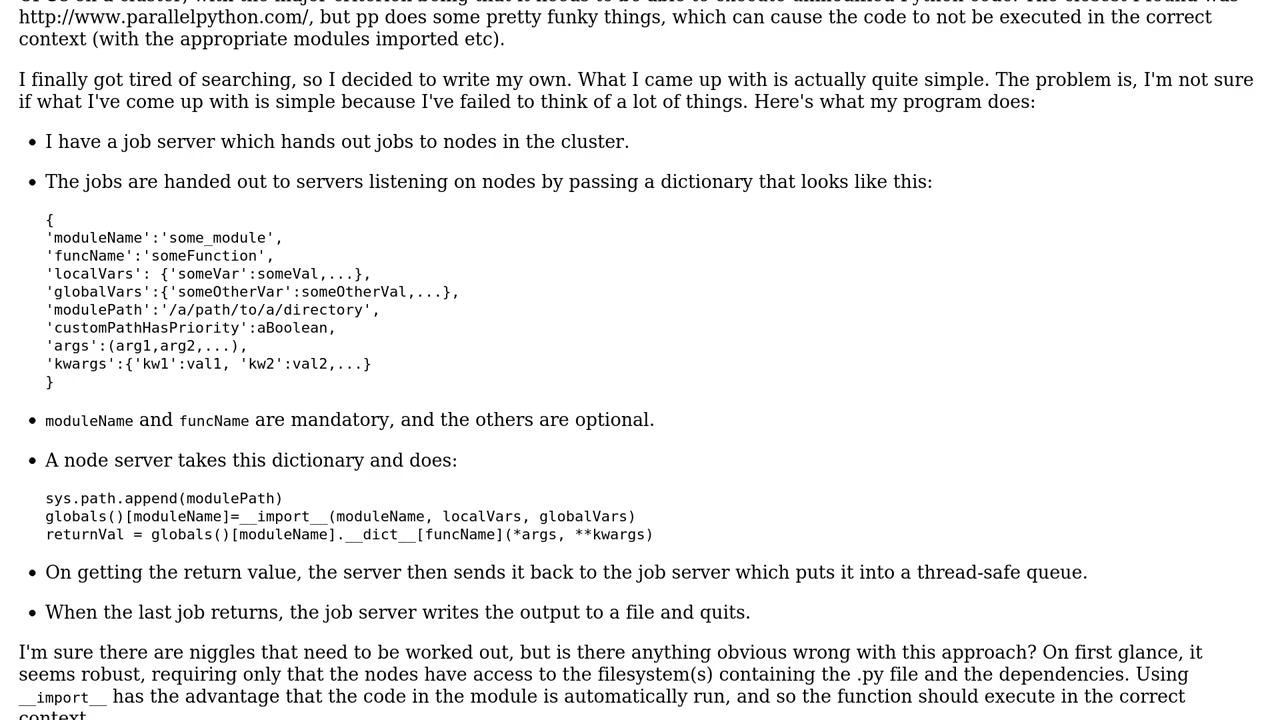 http://www.parallelpython.com/, but pp does some pretty funky things, which can cause the code to not be executed in the correct
context (with the appropriate modules imported etc).
I finally got tired of searching, so I decided to write my own. What I came up with is actually quite simple. The problem is, I'm not sure
if what I've come up with is simple because I've failed to think of a lot of things. Here's what my program does:
• I have a job server which hands out jobs to nodes in the cluster.
• The jobs are handed out to servers listening on nodes by passing a dictionary that looks like this:
{
'moduleName':'some_module',
'funcName':'someFunction',
'localVars': {'someVar':someVal,...},
'globalVars':{'someOtherVar':someOtherVal,...},
'modulePath':'/a/path/to/a/directory',
'customPathHasPriority':aBoolean,
'args':(arg1,arg2,...),
'kwargs':{'kw1':val1, 'kw2':val2,...}
}
• moduleName and funcName are mandatory, and the others are optional.
• A node server takes this dictionary and does:
sys.path.append(modulePath)
globals()[moduleName]=__import__(moduleName, localVars, globalVars)
returnVal = globals()[moduleName].__dict__[funcName](*args, **kwargs)
• On getting the return value, the server then sends it back to the job server which puts it into a thread-safe queue.
• When the last job returns, the job server writes the output to a file and quits.
I'm sure there are niggles that need to be worked out, but is there anything obvious wrong with this approach? On first glance, it
seems robust, requiring only that the nodes have access to the filesystem(s) containing the .py file and the dependencies. Using
__import__ has the advantage that the code in the module is automatically run, and so the function should execute in the correct
context.